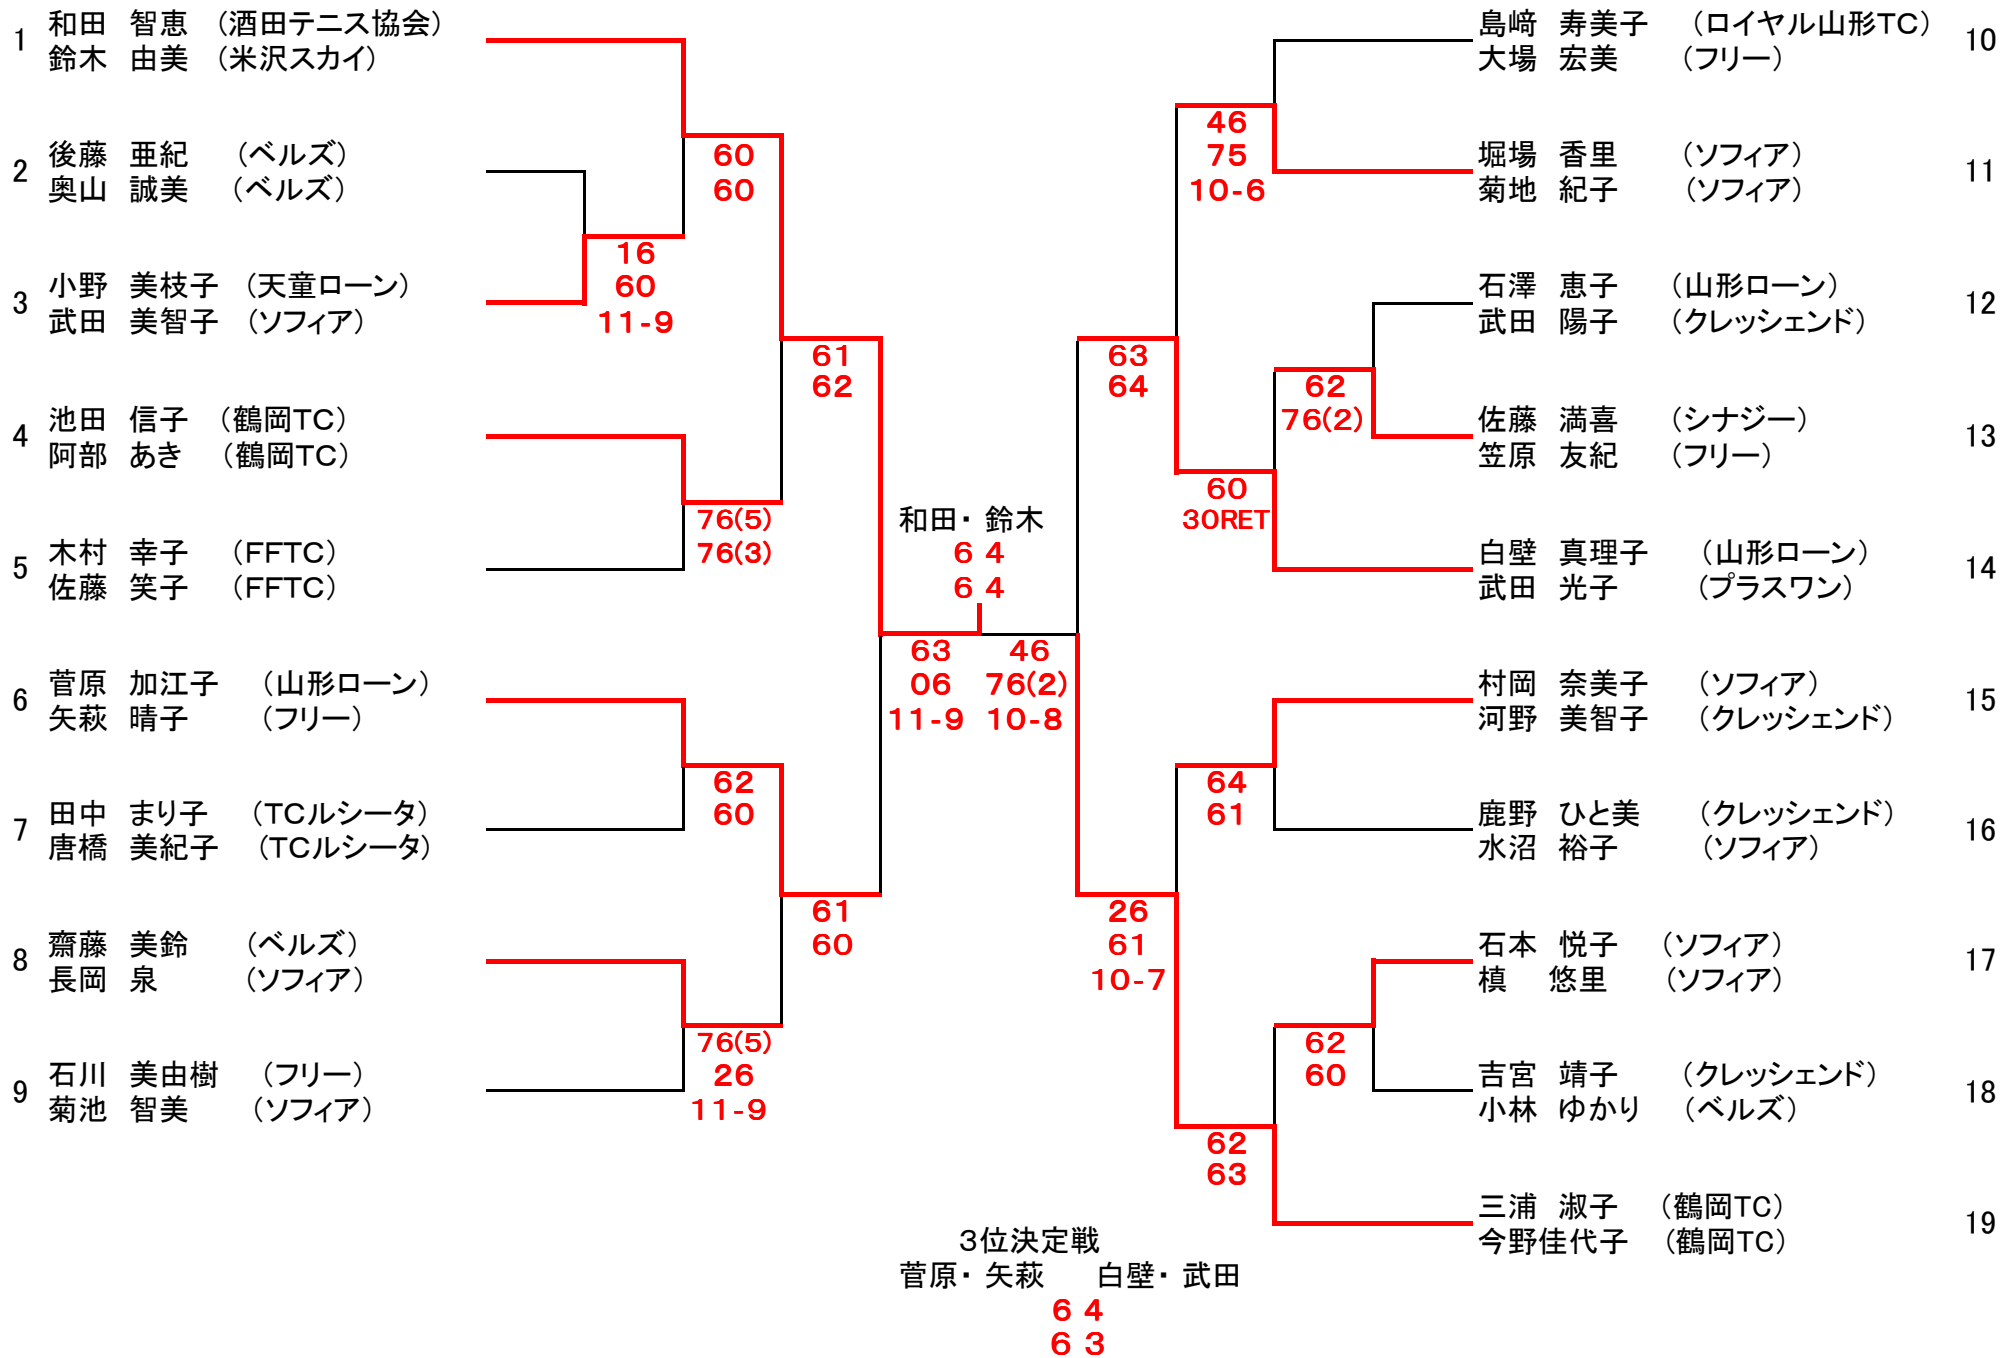 1 和田 智恵 (酒田テニス協会)
鈴木 由美 (米沢スカイ)
2 後藤 亜紀 (ベルズ)
奥山 誠美 (ベルズ)
3 小野 美枝子 (天童ローン)
武田 美智子 (ソフィア)
4 池田 信子 (鶴岡TC)
阿部 あき (鶴岡TC)
5 木村 幸子 (FFTC)
佐藤 笑子 (FFTC)
6 菅原 加江子 (山形ローン)
矢萩 晴子 (フリー)
7 田中 まり子 (TCルシータ)
唐橋 美紀子 (TCルシータ)
8 齋藤 美鈴 (ベルズ)
長岡 泉 (ソフィア)
9 石川 美由樹 (フリー)
菊池 智美 (ソフィア)
60
60
16
60
11-9
76(5)
76(3)
62
60
76(5)
26
11-9
61
62
61
60
63
06
11-9
和田・鈴木
6 4
6 4
46
76(2)
10-8
63
64
26
61
10-7
46
75
10-6
62
76(2)
60
30RET
64
61
62
60
62
63
島﨑 寿美子 (ロイヤル山形TC) 10
大場 宏美 (フリー)
堀場 香里 (ソフィア) 11
菊地 紀子 (ソフィア)
石澤 恵子 (山形ローン) 12
武田 陽子 (クレッシェンド)
佐藤 満喜 (シナジー) 13
笠原 友紀 (フリー)
白壁 真理子 (山形ローン) 14
武田 光子 (プラスワン)
村岡 奈美子 (ソフィア) 15
河野 美智子 (クレッシェンド)
鹿野 ひと美 (クレッシェンド) 16
水沼 裕子 (ソフィア)
石本 悦子 (ソフィア) 17
槙 悠里 (ソフィア)
吉宮 靖子 (クレッシェンド) 18
小林 ゆかり (ベルズ)
三浦 淑子 (鶴岡TC) 19
今野佳代子 (鶴岡TC)
3位決定戦
菅原・矢萩 白壁・武田
6 4
6 3